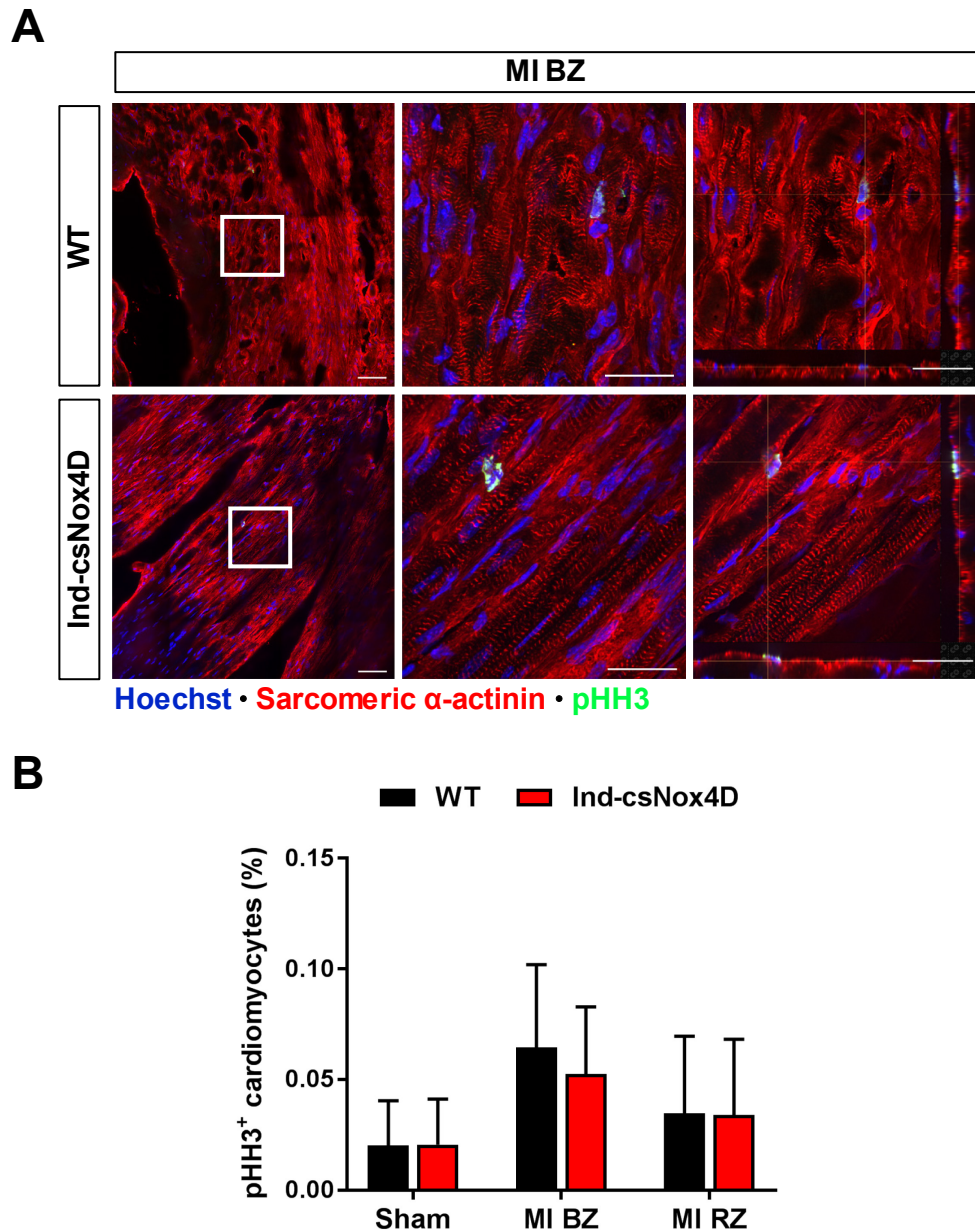 A
MI BZ
WT
Ind-csNox4D
Hoechst • Sarcomeric α-actinin • pHH3
B
WT Ind-csNox4D
pHH3+ cardiomyocytes (%)
0.15
0.10
0.05
0.00
Sham MI BZ MI RZ